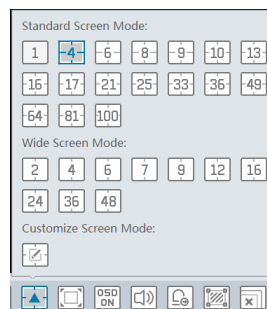 Standard Screen Mode:
1 4 6 8 9 10 13
16 17 21 25 33 36 49
64 81 100
Wide Screen Mode:
2 4 6 7 9 12 16
24 36 48
Customize Screen Mode:
OSD
ON